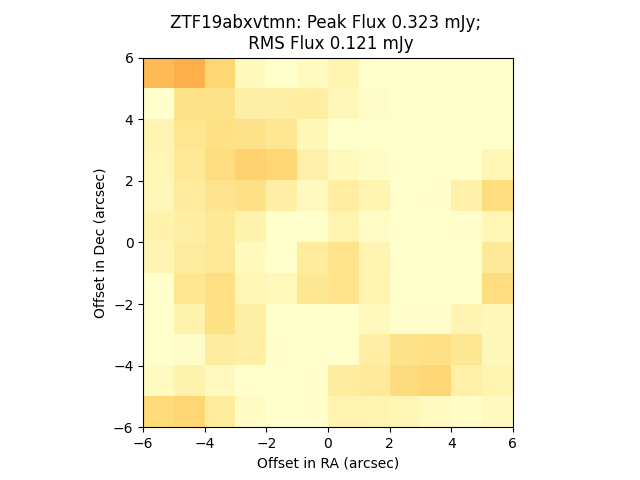 ZTF19abxvtmn: Peak Flux 0.323 mJy;
RMS Flux 0.121 mJy
6
4
2
0
−2
−4
−6
Offset in Dec (arcsec)
−6 −4 −2 0 2 4 6
Offset in RA (arcsec)